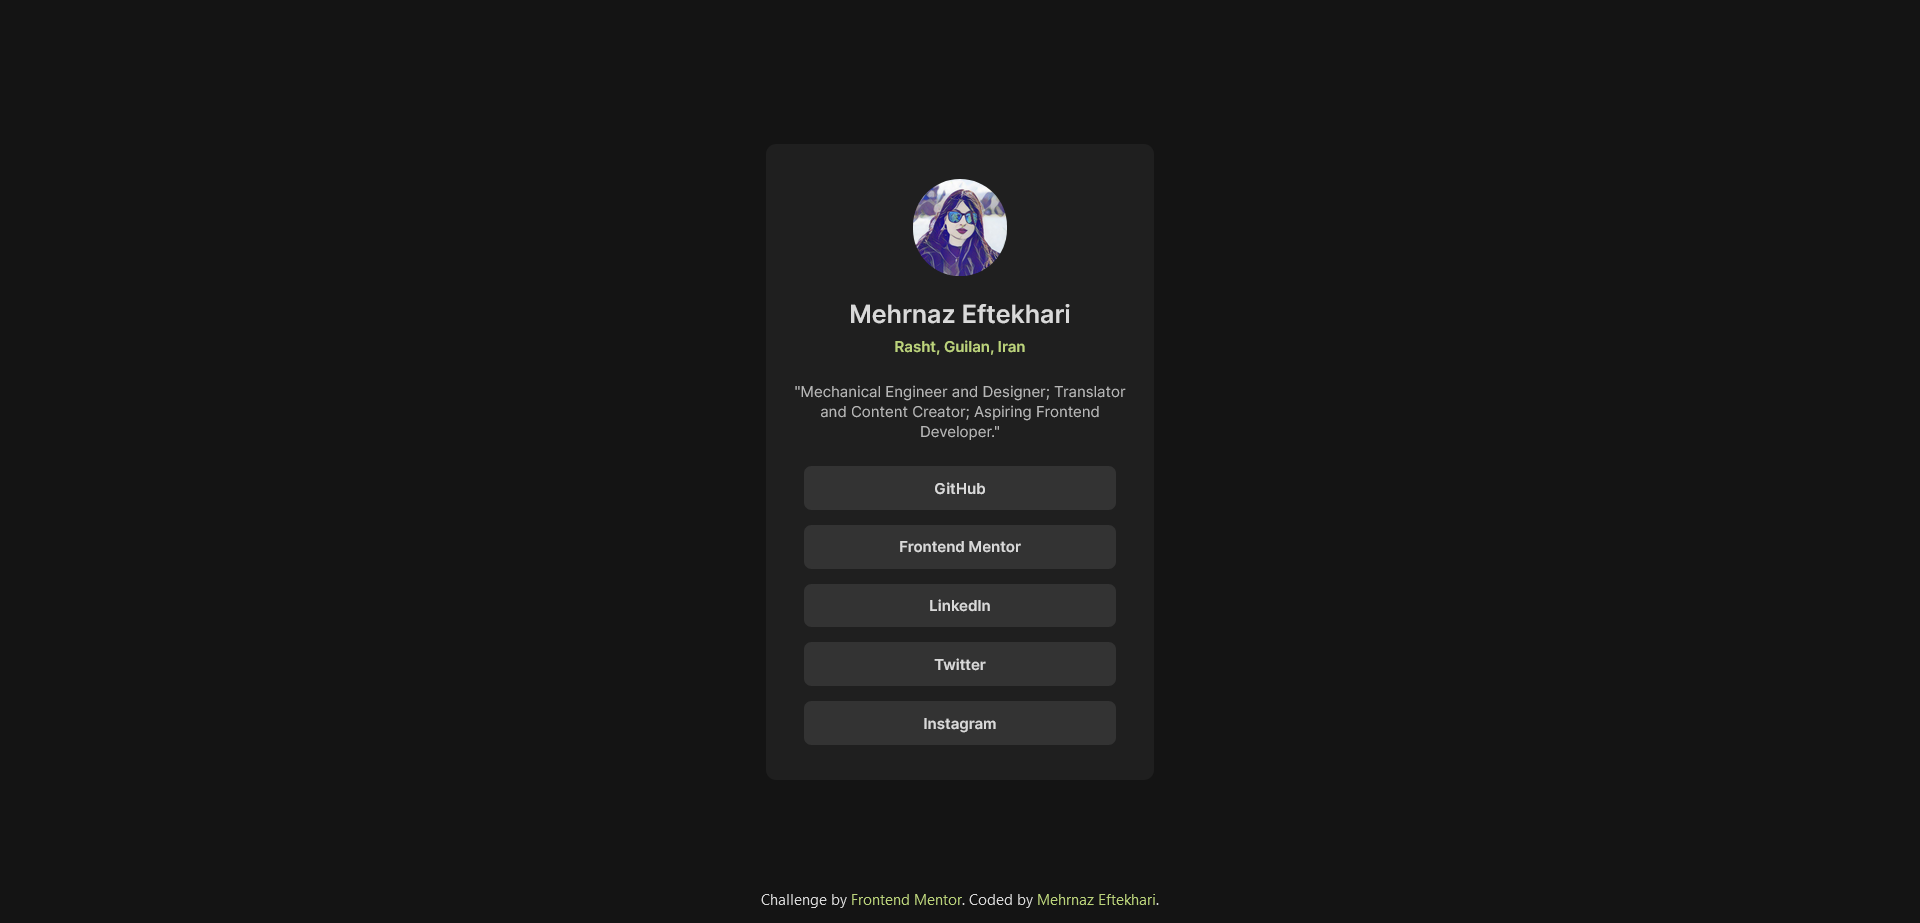 Mehrnaz Eftekhari
Rasht, Guilan, Iran
"Mechanical Engineer and Designer; Translator
and Content Creator; Aspiring Frontend
Developer."
GitHub
Frontend Mentor
LinkedIn
Twitter
Instagram
Challenge by Frontend Mentor. Coded by Mehrnaz Eftekhari.